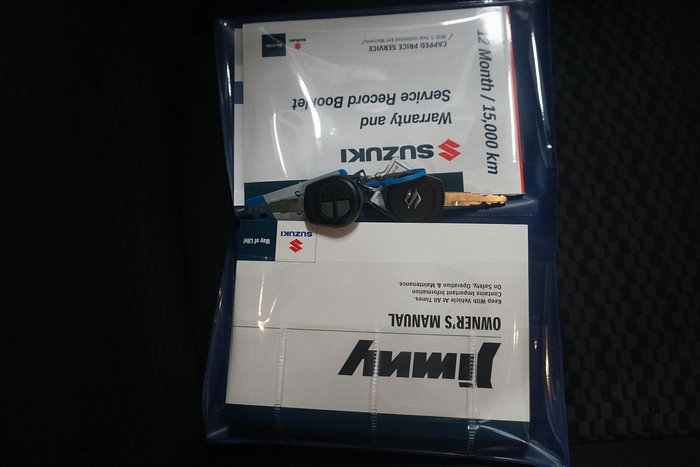 Jimny
OWNER'S MANUAL
Keep With Vehicle At All Times.
Contains Important Information
On Safety, Operation & Maintenance.
SUZUKI
Way of Life!
SUZUKI
Warranty and
Service Record Booklet
12 Month / 15,000 km
CAPPED PRICE SERVICE
SUZUKI